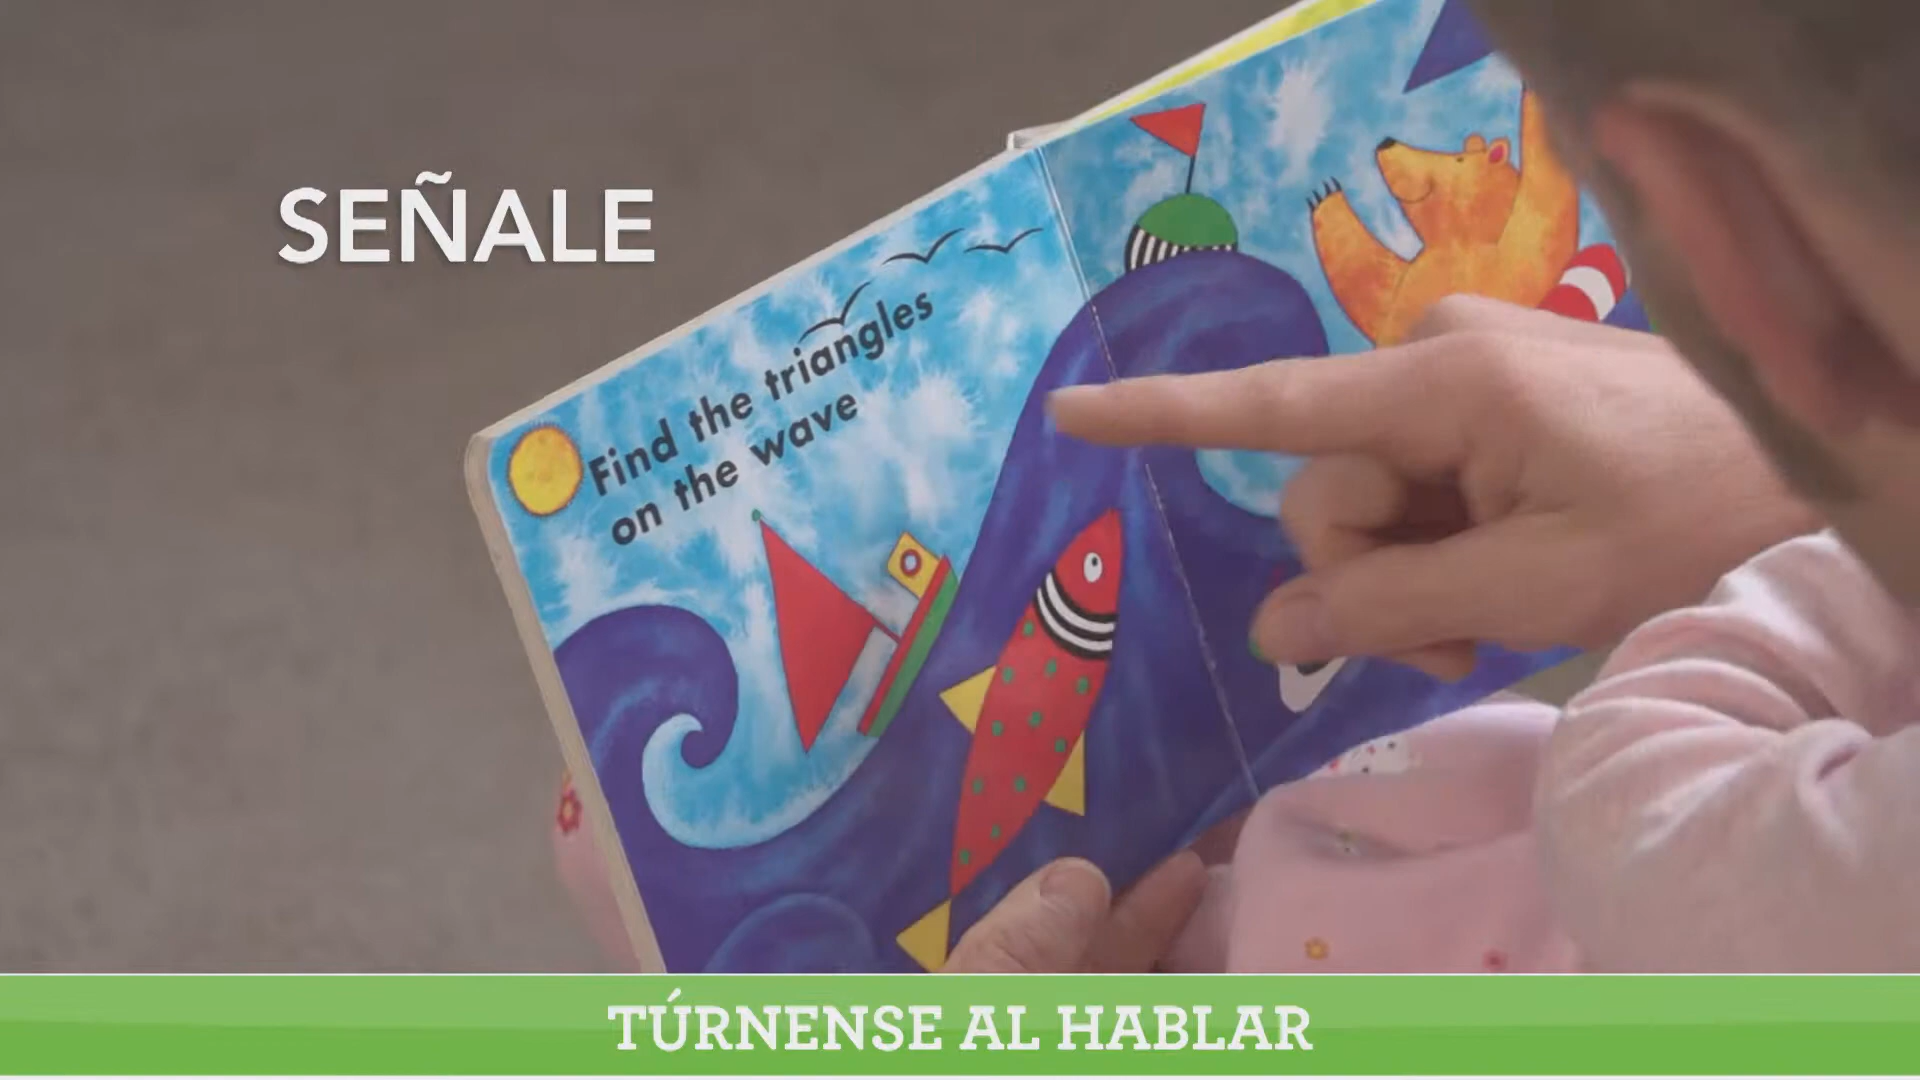 SEÑALE
Find the triangles
on the wave
TÚRNENSE AL HABLAR